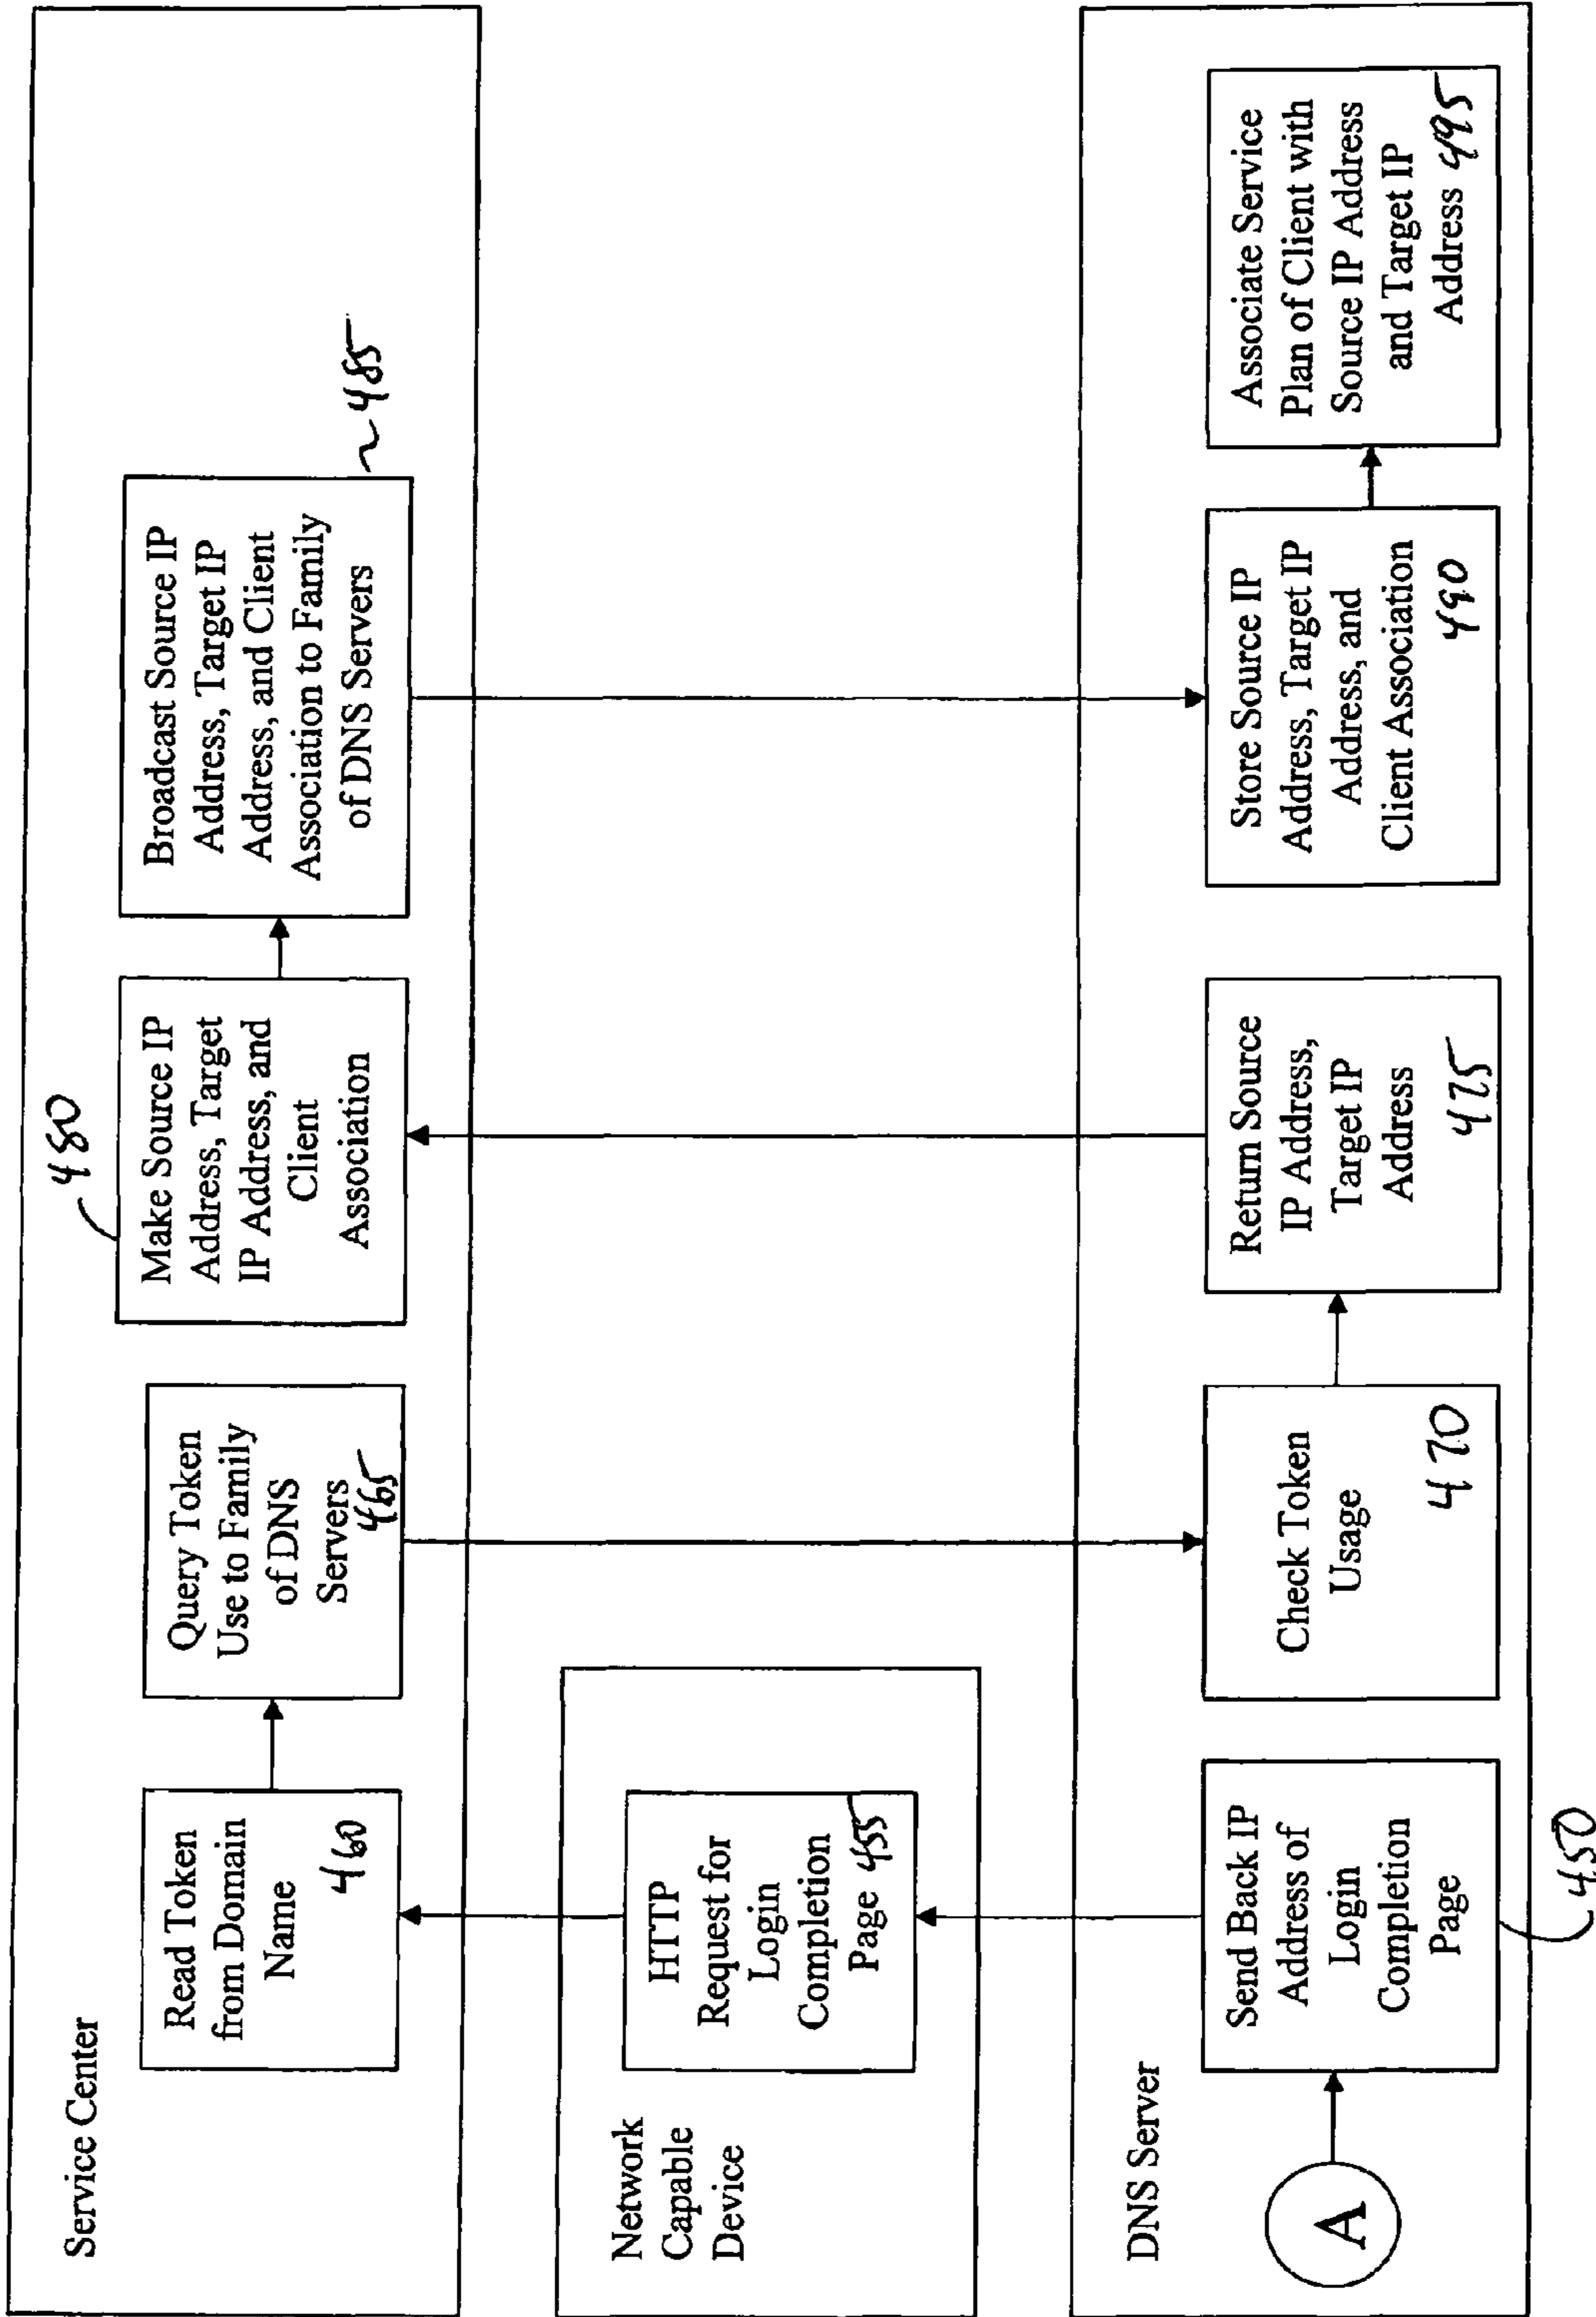 Service Center
Read Token
from Domain
Name
460
Query Token
Use to Family
of DNS
Servers
465
480
Make Source IP
Address, Target
IP Address, and
Client
Association
Broadcast Source IP
Address, Target IP
Address, and Client
Association to Family
of DNS Servers
485
Network
Capable
Device
HTTP
Request for
Login
Completion
Page 455
DNS Server
A
Send Back IP
Address of
Login
Completion
Page
450
Check Token
Usage
470
Return Source
IP Address,
Target IP
Address
475
Store Source IP
Address, Target IP
Address, and
Client Association
490
Associate Service
Plan of Client with
Source IP Address
and Target IP
Address 495